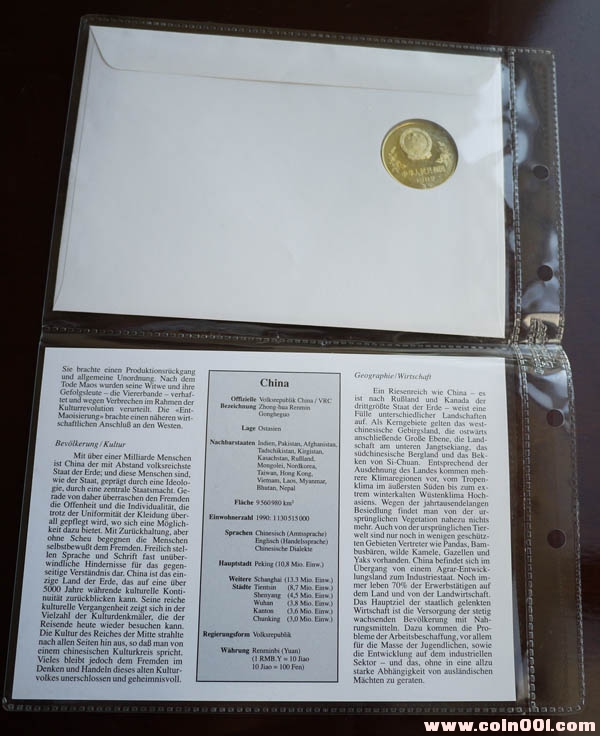 中华人民共和国
Sie brachte einen Produktionsrückgang
und allgemeine Unordnung. Nach dem
Tode Maos wurden seine Witwe und ihre
Gefolgsleute – die Viererbande – verhaf-
tet und wegen Verbrechen im Rahmen der
Kulturrevolution verurteilt. Die «Ent-
Maoisierung» brachte einen näheren wirt-
schaftlichen Anschluß an den Westen.
Bevölkerung/Kultur
Mit über einer Milliarde Menschen
ist China der mit Abstand volksreichste
Staat der Erde; und diese Menschen sind,
wie der Staat, geprägt durch eine Ideolo-
gie, durch eine zentrale Staatsmacht. Ge-
rade von daher überraschen den Fremden
die Offenheit und die Individualität, die
trotz der Uniformität der Kleidung über-
all gepflegt wird, wo sich eine Möglich-
keit dazu bietet. Mit Zurückhaltung, aber
ohne Scheu begegnen die Menschen
selbstbewußt dem Fremden. Freilich stel-
len Sprache und Schrift fast unüber-
windliche Hindernisse für das gegen-
seitige Verständnis dar. China ist das ein-
zige Land der Erde, das auf eine über
5000 Jahre währende kulturelle Konti-
nuität zurückblicken kann. Seine reiche
kulturelle Vergangenheit zeigt sich in der
Vielzahl der Kulturdenkmäler, die der
Reisende heute wieder besuchen kann.
Die Kultur des Reiches der Mitte strahlte
nach allen Seiten hin aus, so daß man von
einem chinesischen Kulturkreis spricht.
Vieles bleibt jedoch dem Fremden im
Denken und Handeln dieses alten Kultur-
volkes unerschlossen und geheimnisvoll.
China
Offizielle Volksrepublik China / VRC
Bezeichnung Zhong-hua Renmin
Gongheguo
Lage Ostasien
Nachbarstaaten Indien, Pakistan, Afghanistan,
Tadschikistan, Kirgistan,
Kasachstan, Rußland,
Mongolei, Nordkorea,
Taiwan, Hong Kong,
Vietnam, Laos, Myanmar,
Bhutan, Nepal
Fläche 9 560 980 km²
Einwohnerzahl 1990: 1 130 515 000
Sprachen Chinesisch (Amtssprache)
Englisch (Handelssprache)
Chinesische Dialekte
Hauptstadt Peking (10,8 Mio. Einw.)
Weitere Schanghai (13,3 Mio. Einw.)
Städte Tientsin (8,7 Mio. Einw.)
Shenyang (4,5 Mio. Einw.)
Wuhan (3,8 Mio. Einw.)
Kanton (3,6 Mio. Einw.)
Chunking (3,0 Mio. Einw.)
Regierungsform Volksrepublik
Währung Renminbi (Yuan)
(1 RMB.Y = 10 Jiao
10 Jiao = 100 Fen)
Geographie/Wirtschaft
Ein Riesenreich wie China – es
ist nach Rußland und Kanada der
drittgrößte Staat der Erde – weist eine
Fülle unterschiedlicher Landschaften
auf. Als Kerngebiete gelten das west-
chinesische Gebirgsland, die ostwärts
anschließende Große Ebene, die Land-
schaft am unteren Jangtsekiang, das
südchinesische Bergland und das Bek-
ken von Si-Chuan. Entsprechend der
Ausdehnung des Landes kommen meh-
rere Klimaregionen vor, vom Tropen-
klima im äußersten Süden bis zum ex-
trem winterkalten Wüstenklima Hoch-
asiens. Wegen der jahrtausendelangen
Besiedlung findet man von der ur-
sprünglichen Vegetation nahezu nichts
mehr. Auch von der ursprünglichen Tier-
welt sind nur noch in wenigen geschütz-
ten Gebieten Vertreter wie Pandas, Bam-
busbären, wilde Kamele, Gazellen und
Yaks vorhanden. China befindet sich im
Übergang von einem Agrar-Entwick-
lungsland zum Industriestaat. Noch im-
mer leben 70% der Erwerbstätigen auf
dem Land und von der Landwirtschaft.
Das Hauptziel der staatlich gelenkten
Wirtschaft ist die Versorgung der stetig
wachsenden Bevölkerung mit Nah-
rungsmitteln. Dazu kommen die Pro-
bleme der Arbeitsbeschaffung, vor allem
für die Masse der Jugendlichen, sowie
die Entwicklung auf dem industriellen
Sektor – und das, ohne in eine allzu
starke Abhängigkeit von ausländischen
Mächten zu geraten.
www.coin001.com